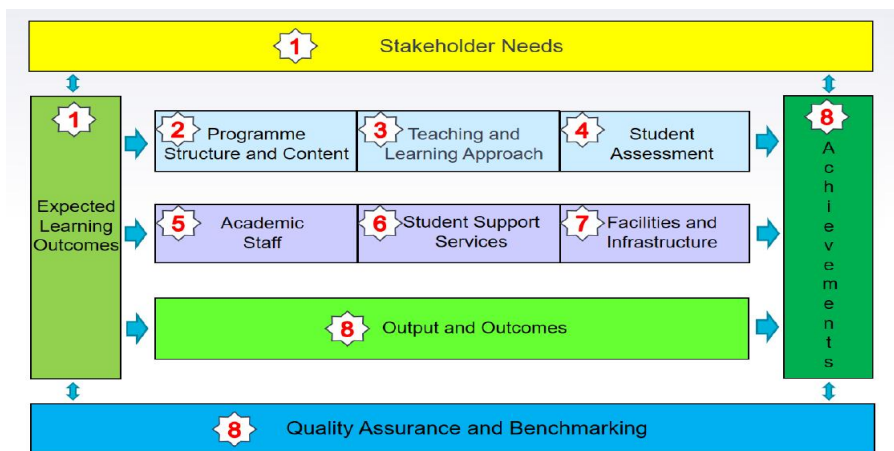 1 Stakeholder Needs
1
Expected
Learning
Outcomes
2 Programme
Structure and Content
3 Teaching and
Learning Approach
4 Student
Assessment
5 Academic
Staff
6 Student Support
Services
7 Facilities and
Infrastructure
8 Output and Outcomes
8
A
c
h
i
e
v
e
m
e
n
t
s
8 Quality Assurance and Benchmarking